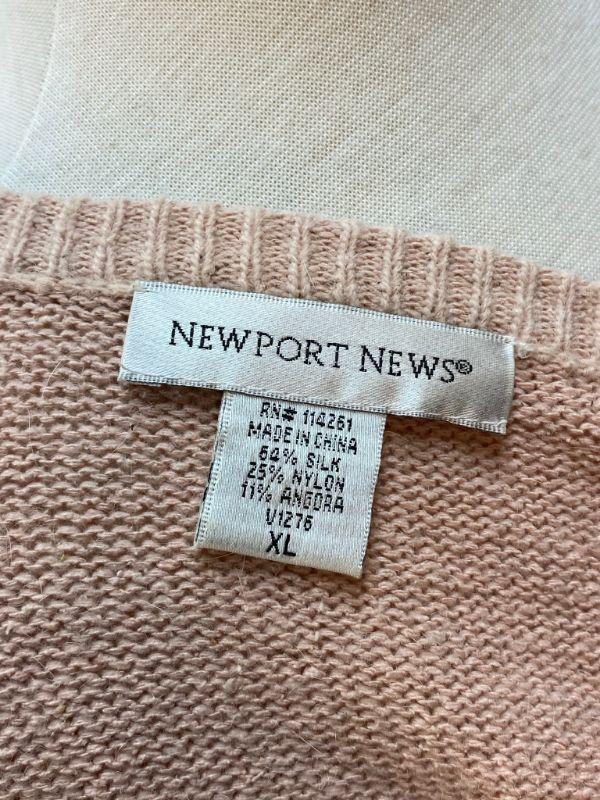 NEWPORT NEWS®
RN# 114261
MADE IN CHINA
64% SILK
25% NYLON
11% ANGORA
V1276
XL